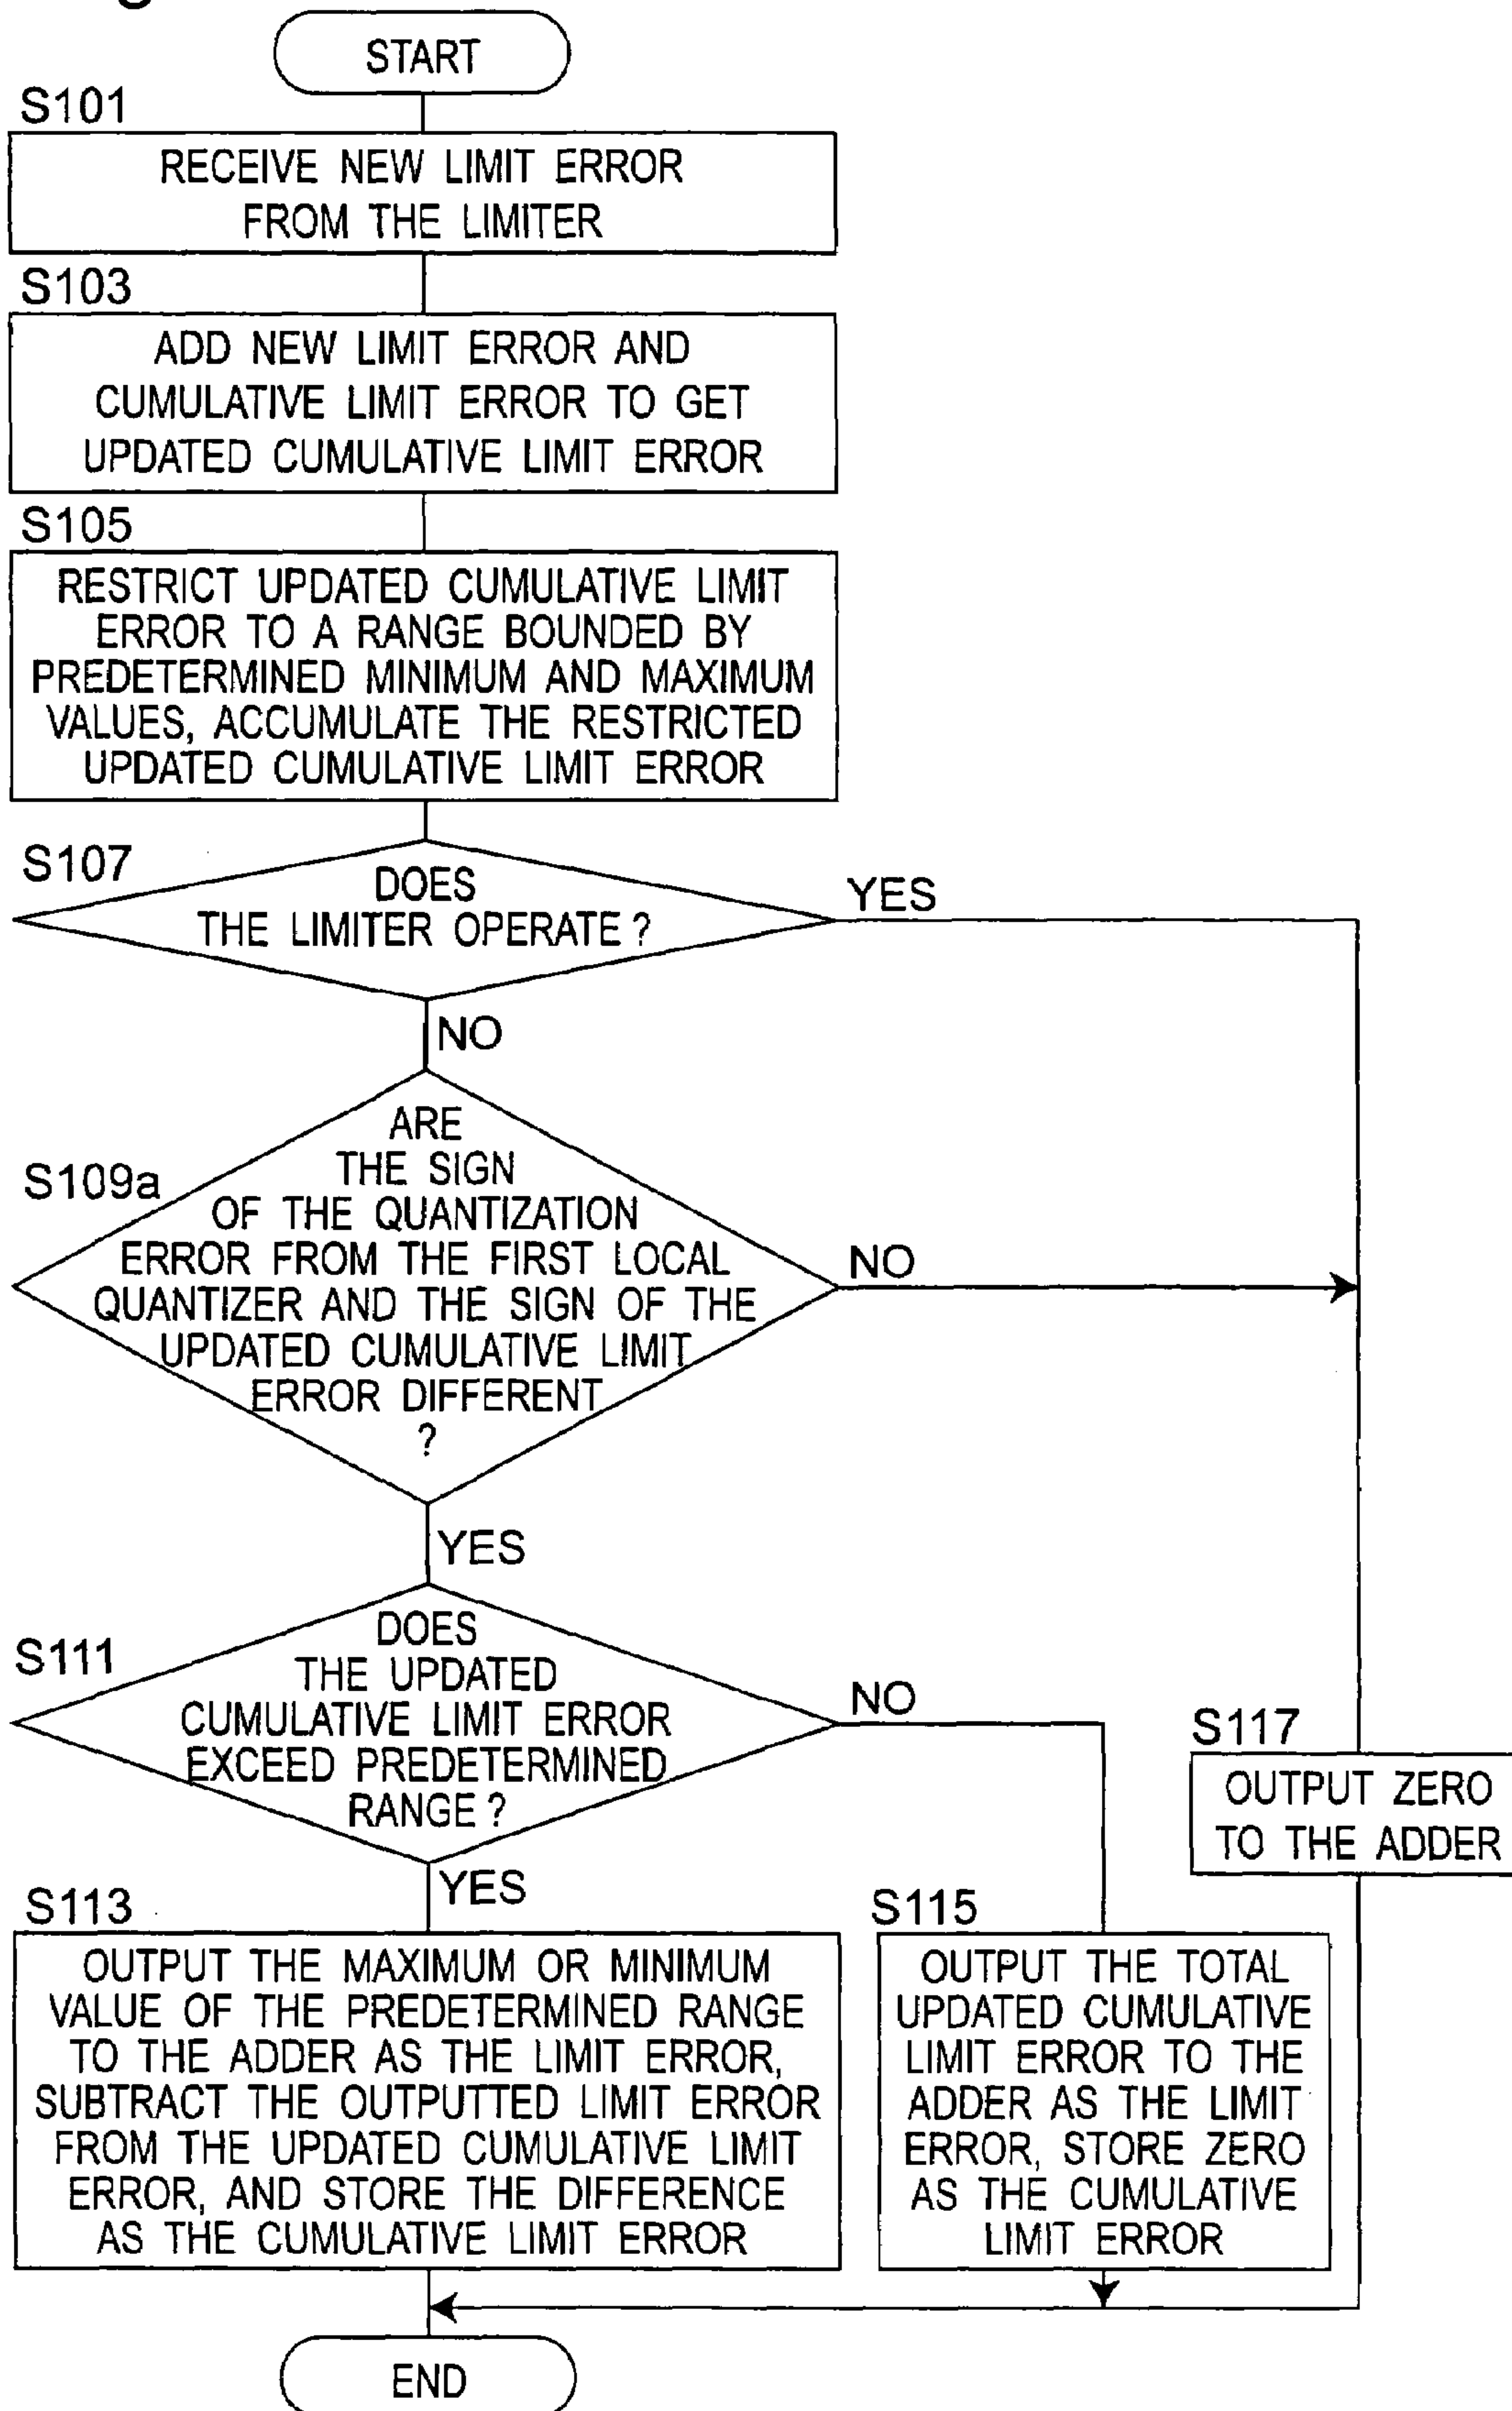 START
S101
RECEIVE NEW LIMIT ERROR
FROM THE LIMITER
S103
ADD NEW LIMIT ERROR AND
CUMULATIVE LIMIT ERROR TO GET
UPDATED CUMULATIVE LIMIT ERROR
S105
RESTRICT UPDATED CUMULATIVE LIMIT
ERROR TO A RANGE BOUNDED BY
PREDETERMINED MINIMUM AND MAXIMUM
VALUES, ACCUMULATE THE RESTRICTED
UPDATED CUMULATIVE LIMIT ERROR
S107
DOES
THE LIMITER OPERATE ?
YES
NO
S109a
ARE
THE SIGN
OF THE QUANTIZATION
ERROR FROM THE FIRST LOCAL
QUANTIZER AND THE SIGN OF THE
UPDATED CUMULATIVE LIMIT
ERROR DIFFERENT
?
NO
YES
S111
DOES
THE UPDATED
CUMULATIVE LIMIT ERROR
EXCEED PREDETERMINED
RANGE ?
NO
YES
S117
OUTPUT ZERO
TO THE ADDER
S113
OUTPUT THE MAXIMUM OR MINIMUM
VALUE OF THE PREDETERMINED RANGE
TO THE ADDER AS THE LIMIT ERROR,
SUBTRACT THE OUTPUTTED LIMIT ERROR
FROM THE UPDATED CUMULATIVE LIMIT
ERROR, AND STORE THE DIFFERENCE
AS THE CUMULATIVE LIMIT ERROR
S115
OUTPUT THE TOTAL
UPDATED CUMULATIVE
LIMIT ERROR TO THE
ADDER AS THE LIMIT
ERROR, STORE ZERO
AS THE CUMULATIVE
LIMIT ERROR
END